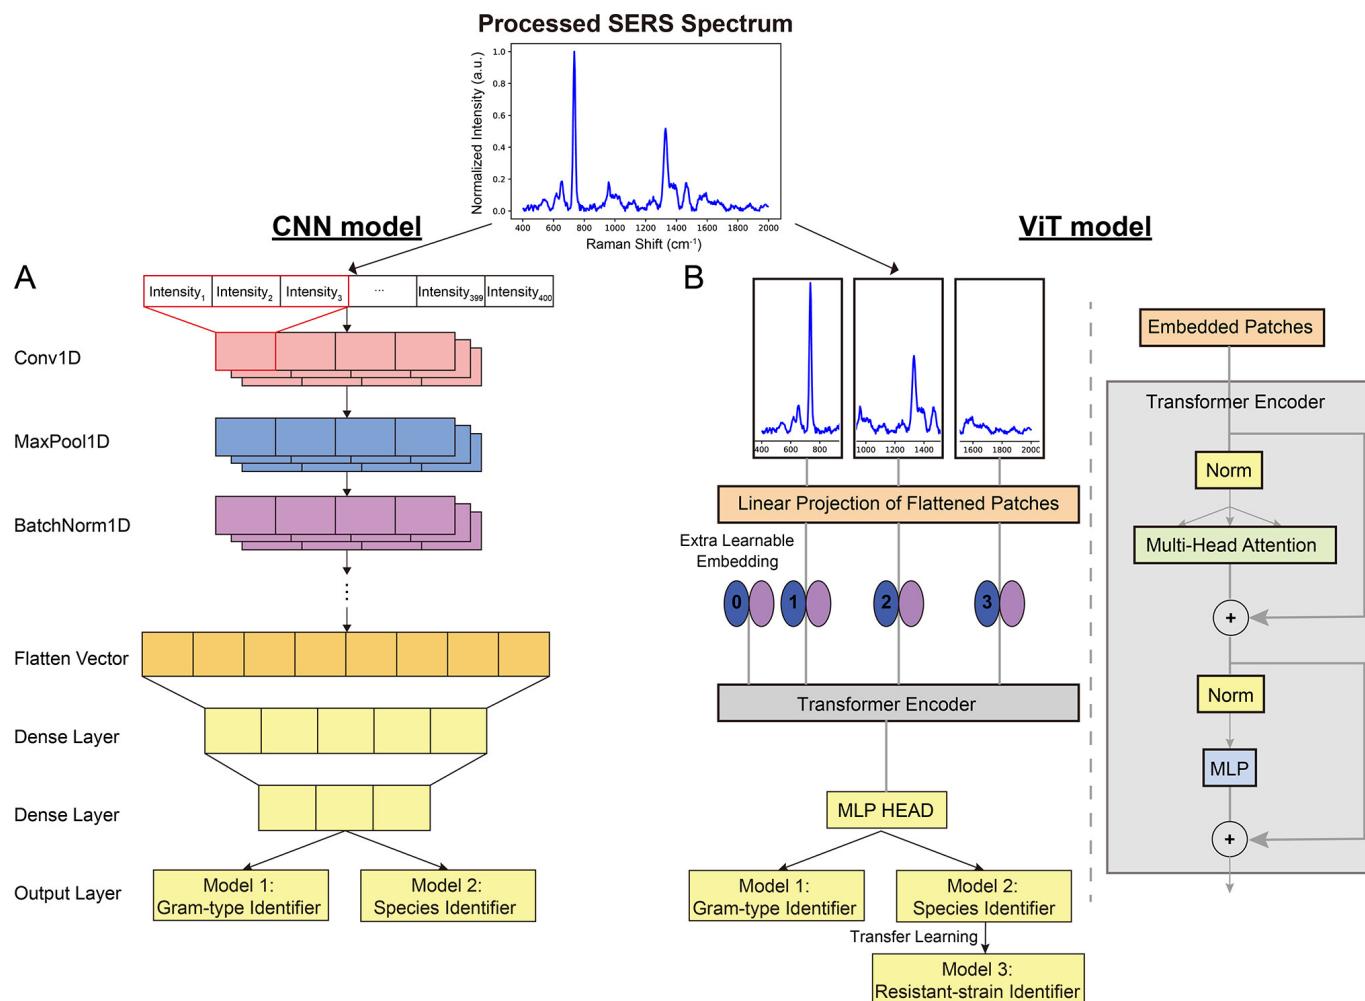 Processed SERS Spectrum
Normalized Intensity (a.u.)
1.0
0.8
0.6
0.4
0.2
0.0
400 600 800 1000 1200 1400 1600 1800 2000
Raman Shift (cm⁻¹)
CNN model
ViT model
A
Intensity₁ Intensity₂ Intensity₃ ... Intensity₃₉₉ Intensity₄₀₀
Conv1D
MaxPool1D
BatchNorm1D
⋮
Flatten Vector
Dense Layer
Dense Layer
Output Layer
Model 1:
Gram-type Identifier
Model 2:
Species Identifier
B
400 600 800
1000 1200 1400
1600 1800 2000
Linear Projection of Flattened Patches
Extra Learnable
Embedding
0 1 2 3
Transformer Encoder
MLP HEAD
Model 1:
Gram-type Identifier
Model 2:
Species Identifier
Transfer Learning
Model 3:
Resistant-strain Identifier
Embedded Patches
Transformer Encoder
Norm
Multi-Head Attention
+
Norm
MLP
+